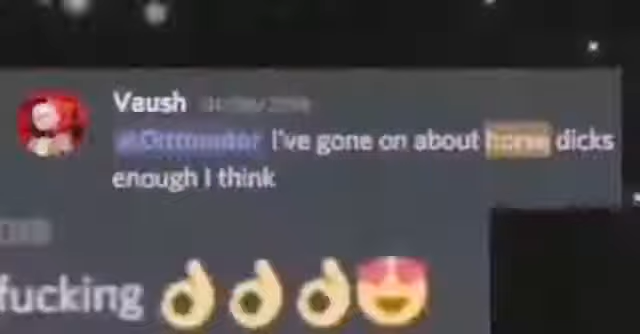 Vaush
I've gone on about horse dicks
enough I think
fucking 👌👌👌😍